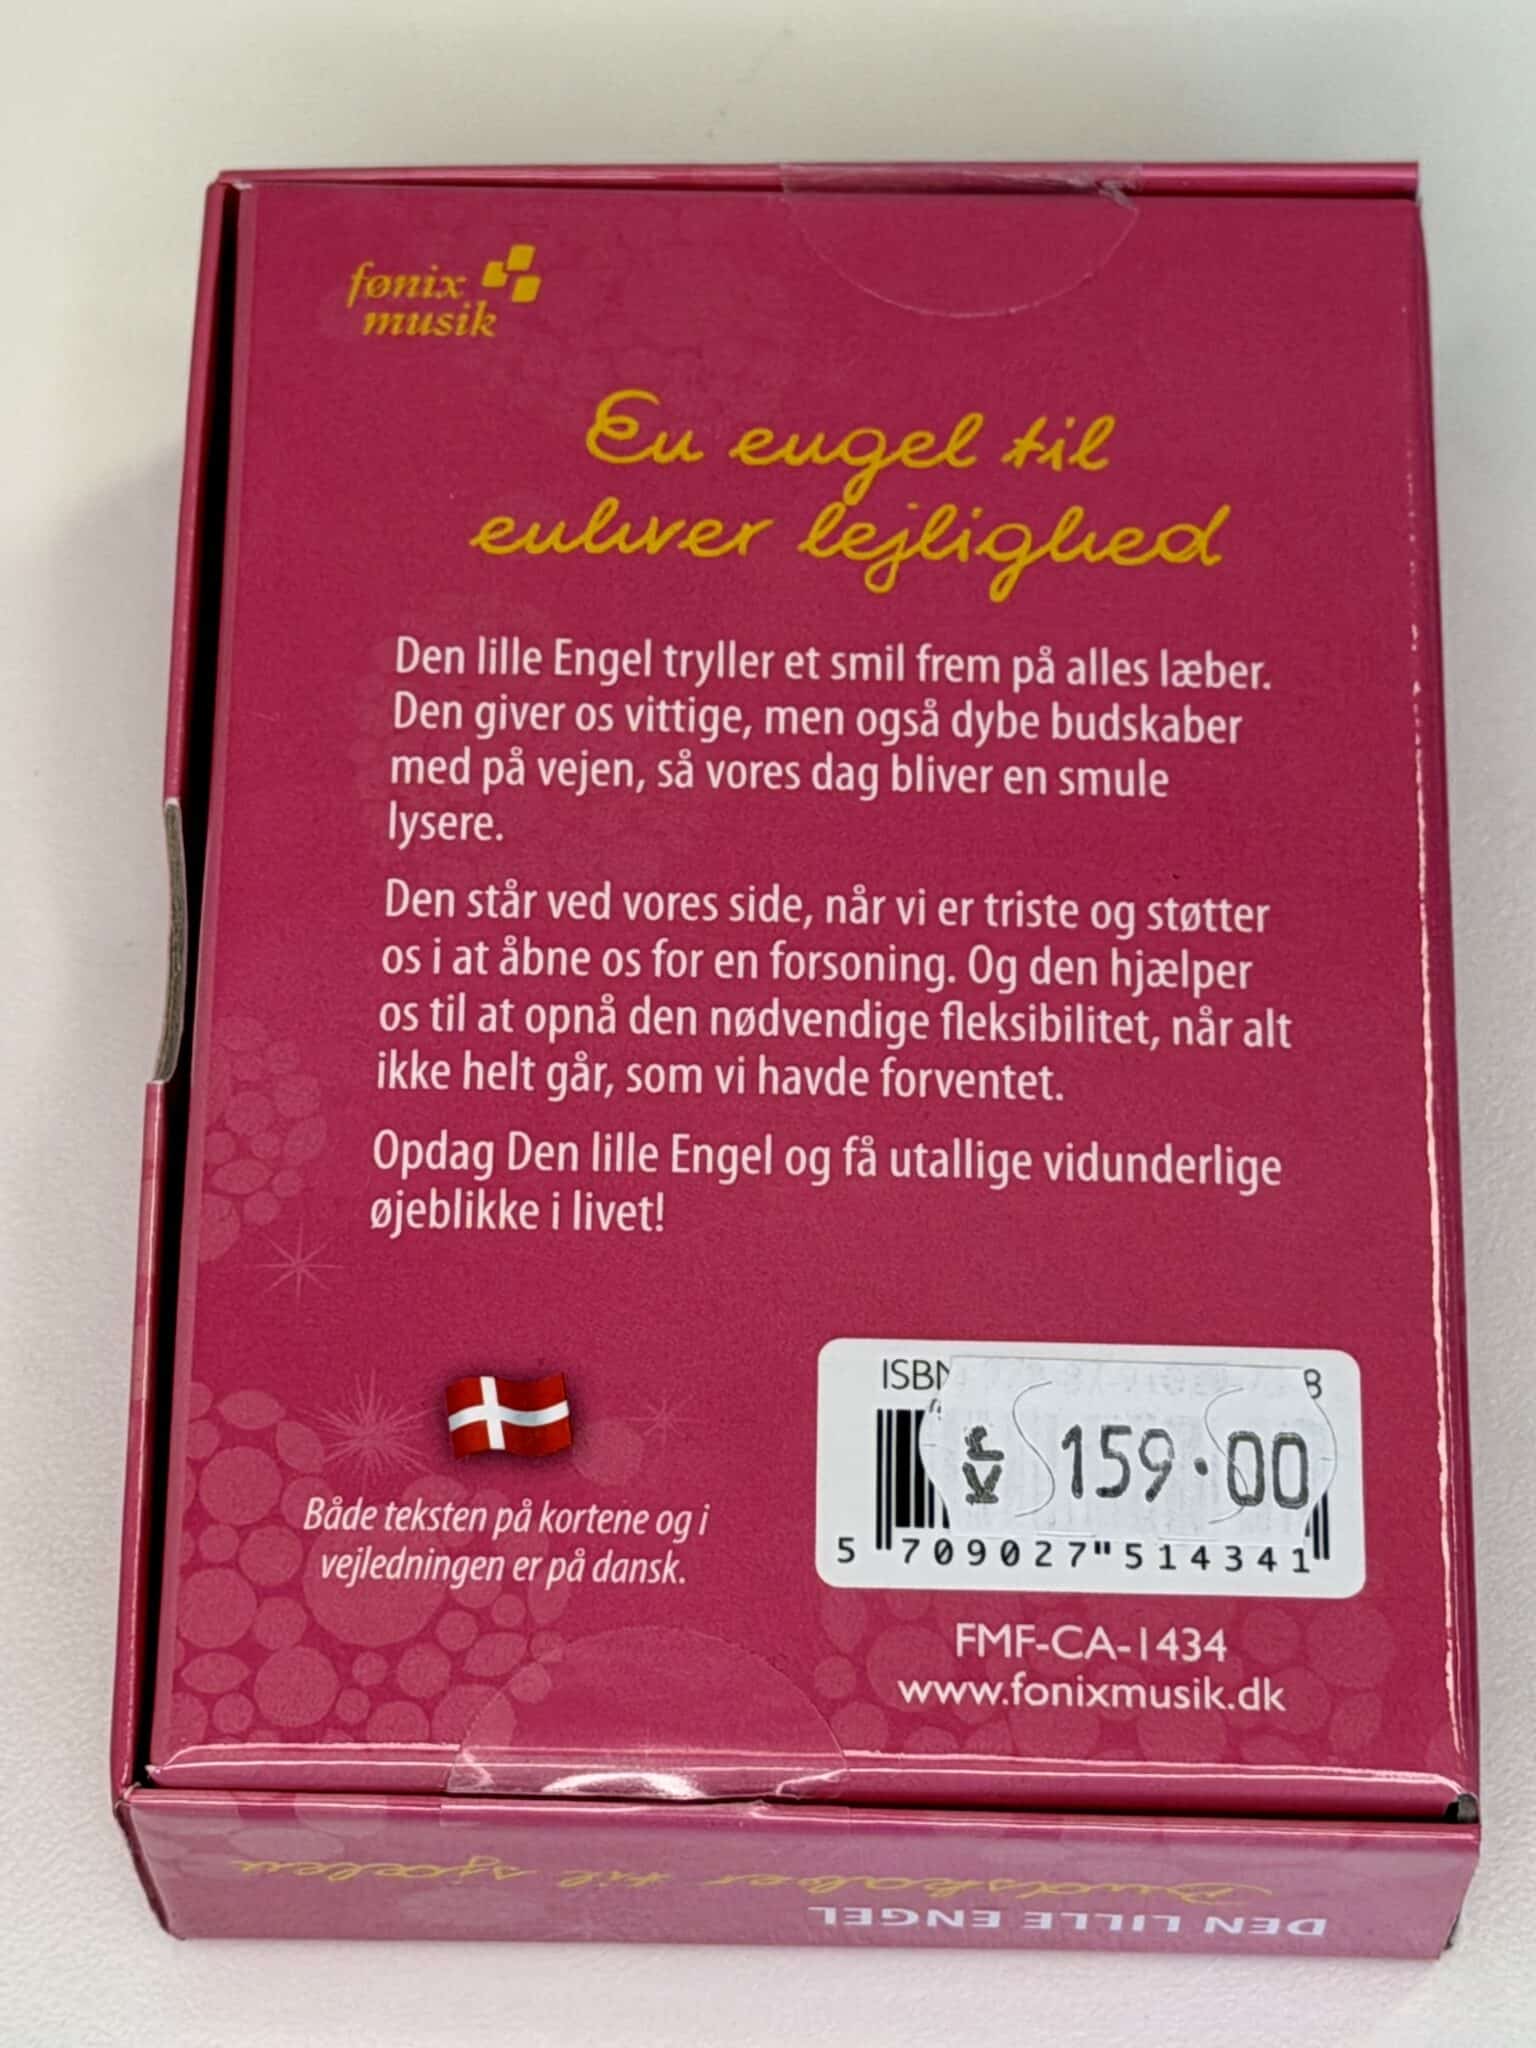 fønix
musik
En engel til
enhver lejlighed
Den lille Engel tryller et smil frem på alles læber.
Den giver os vittige, men også dybe budskaber
med på vejen, så vores dag bliver en smule
lysere.
Den står ved vores side, når vi er triste og støtter
os i at åbne os for en forsoning. Og den hjælper
os til at opnå den nødvendige fleksibilitet, når alt
ikke helt går, som vi havde forventet.
Opdag Den lille Engel og få utallige vidunderlige
øjeblikke i livet!
Både teksten på kortene og i
vejledningen er på dansk.
ISBN 8
Kr 159.00
5 709027 514341
FMF-CA-1434
www.fonixmusik.dk
Budskaber til sjælen
DEN LILLE ENGEL